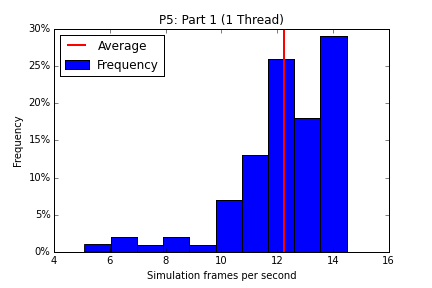 P5: Part 1 (1 Thread)
30%
25%
20%
15%
10%
5%
0%
Frequency
Average
Frequency
4 6 8 10 12 14 16
Simulation frames per second